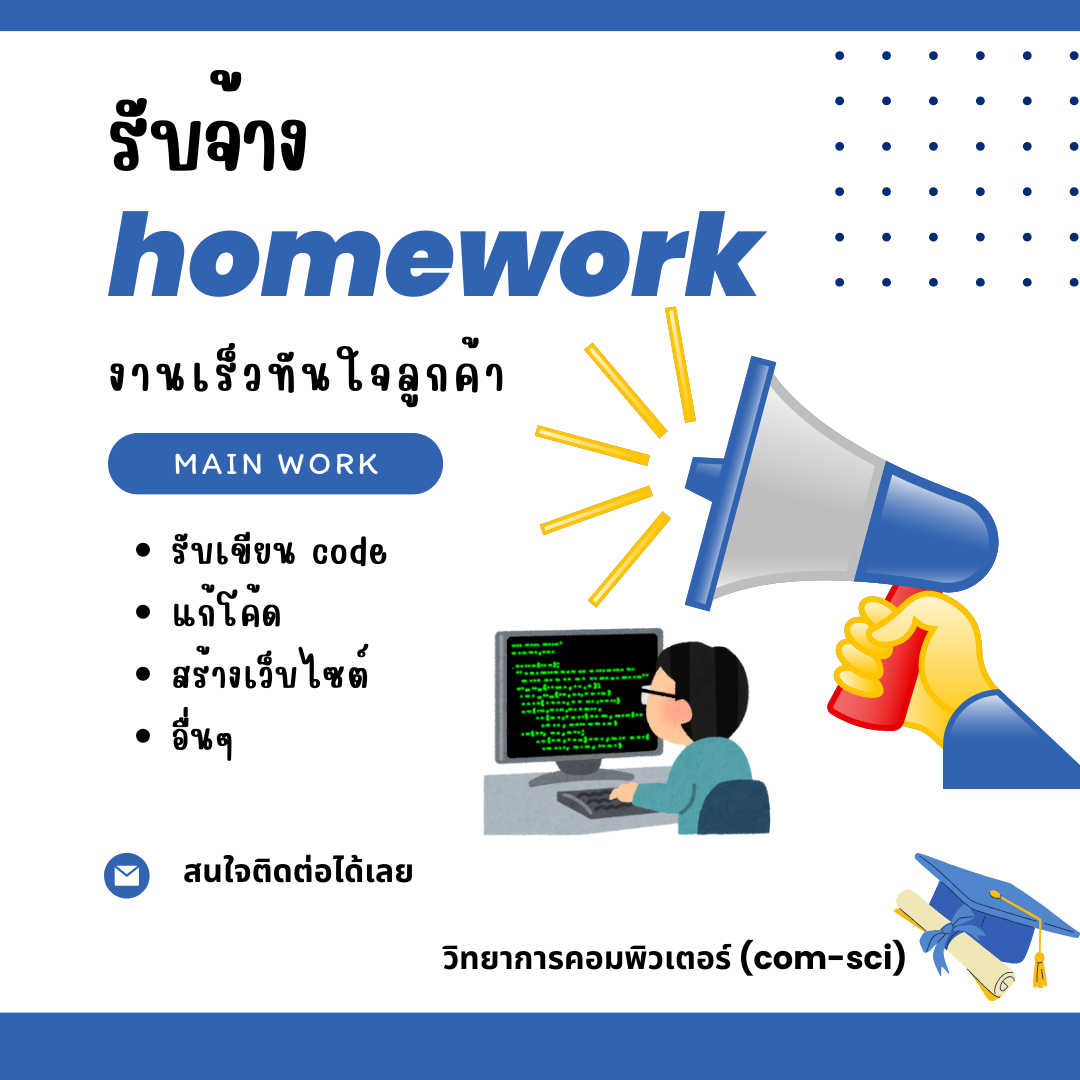 รับจ้าง
homework
งานเร็วทันใจลูกค้า
MAIN WORK
รับเขียน code
แก้โค้ด
สร้างเว็บไซต์
อื่นๆ
สนใจติดต่อได้เลย
วิทยาการคอมพิวเตอร์ (com-sci)